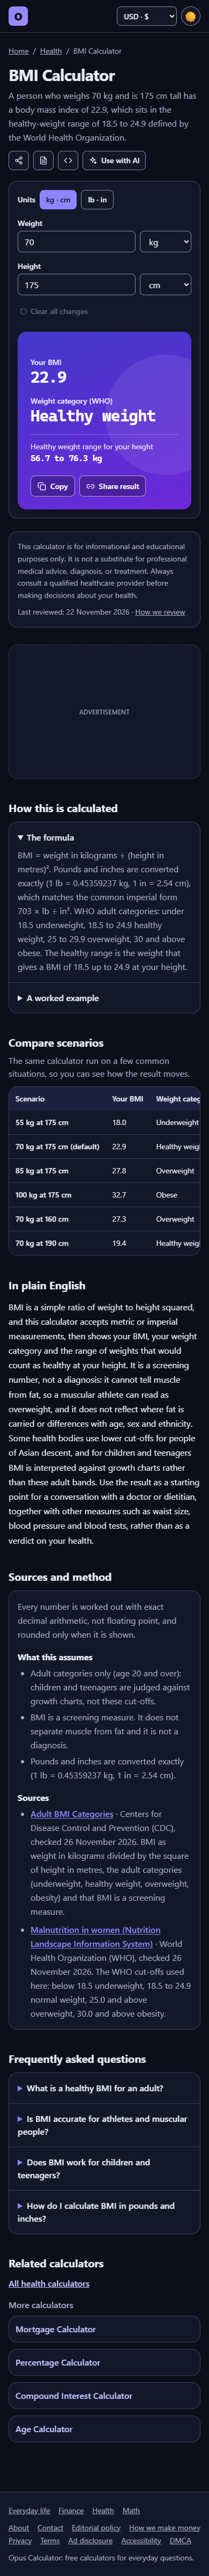 O
USD · $
Home / Health / BMI Calculator
BMI Calculator
A person who weighs 70 kg and is 175 cm tall has
a body mass index of 22.9, which sits in the
healthy-weight range of 18.5 to 24.9 defined by
the World Health Organization.
Use with AI
Units kg · cm lb · in
Weight
70 kg
Height
175 cm
Clear all changes
Your BMI
22.9
Weight category (WHO)
Healthy weight
Healthy weight range for your height
56.7 to 76.3 kg
Copy Share result
This calculator is for informational and educational
purposes only. It is not a substitute for professional
medical advice, diagnosis, or treatment. Always
consult a qualified healthcare provider before
making decisions about your health.
Last reviewed: 22 November 2026 · How we review
ADVERTISEMENT
How this is calculated
The formula
BMI = weight in kilograms ÷ (height in
metres)². Pounds and inches are converted
exactly (1 lb = 0.45359237 kg, 1 in = 2.54 cm),
which matches the common imperial form
703 × lb ÷ in². WHO adult categories: under
18.5 underweight, 18.5 to 24.9 healthy
weight, 25 to 29.9 overweight, 30 and above
obese. The healthy range is the weight that
gives a BMI of 18.5 up to 24.9 at your height.
A worked example
Compare scenarios
The same calculator run on a few common
situations, so you can see how the result moves.
Scenario Your BMI Weight categ
55 kg at 175 cm 18.0 Underweight
70 kg at 175 cm (default) 22.9 Healthy weigh
85 kg at 175 cm 27.8 Overweight
100 kg at 175 cm 32.7 Obese
70 kg at 160 cm 27.3 Overweight
70 kg at 190 cm 19.4 Healthy weigh
In plain English
BMI is a simple ratio of weight to height squared,
and this calculator accepts metric or imperial
measurements, then shows your BMI, your weight
category and the range of weights that would
count as healthy at your height. It is a screening
number, not a diagnosis: it cannot tell muscle
from fat, so a muscular athlete can read as
overweight, and it does not reflect where fat is
carried or differences with age, sex and ethnicity.
Some health bodies use lower cut-offs for people
of Asian descent, and for children and teenagers
BMI is interpreted against growth charts rather
than these adult bands. Use the result as a starting
point for a conversation with a doctor or dietitian,
together with other measures such as waist size,
blood pressure and blood tests, rather than as a
verdict on your health.
Sources and method
Every number is worked out with exact
decimal arithmetic, not floating point, and
rounded only when it is shown.
What this assumes
• Adult categories only (age 20 and over);
children and teenagers are judged against
growth charts, not these cut-offs.
• BMI is a screening measure. It does not
separate muscle from fat and it is not a
diagnosis.
• Pounds and inches are converted exactly
(1 lb = 0.45359237 kg, 1 in = 2.54 cm).
Sources
• Adult BMI Categories · Centers for
Disease Control and Prevention (CDC),
checked 26 November 2026. BMI as
weight in kilograms divided by the square
of height in metres, the adult categories
(underweight, healthy weight, overweight,
obesity) and that BMI is a screening
measure.
• Malnutrition in women (Nutrition
Landscape Information System) · World
Health Organization (WHO), checked 26
November 2026. The WHO cut-offs used
here: below 18.5 underweight, 18.5 to 24.9
normal weight, 25.0 and above
overweight, 30.0 and above obesity.
Frequently asked questions
What is a healthy BMI for an adult?
Is BMI accurate for athletes and muscular
people?
Does BMI work for children and
teenagers?
How do I calculate BMI in pounds and
inches?
Related calculators
All health calculators
More calculators
Mortgage Calculator
Percentage Calculator
Compound Interest Calculator
Age Calculator
Everyday life Finance Health Math
About Contact Editorial policy How we make money
Privacy Terms Ad disclosure Accessibility DMCA
Opus Calculator: free calculators for everyday questions.